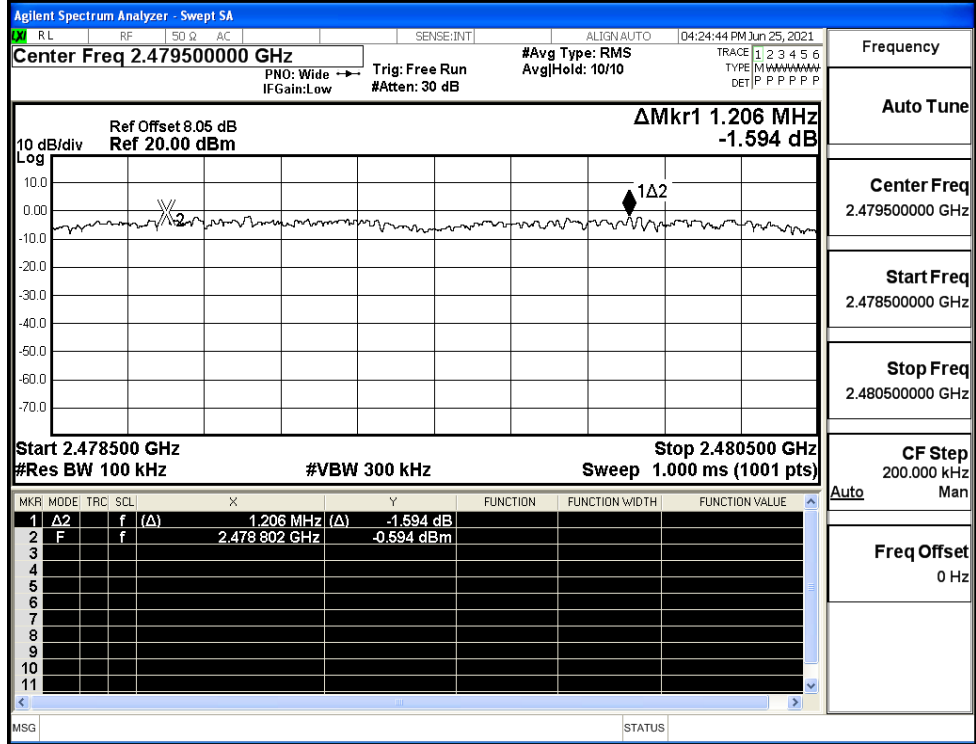 Agilent Spectrum Analyzer - Swept SA
LXI RL RF 50 Ω AC SENSE:INT ALIGNAUTO 04:24:44 PM Jun 25, 2021
Center Freq 2.479500000 GHz
PNO: Wide
IFGain:Low
Trig: Free Run
#Atten: 30 dB
#Avg Type: RMS
Avg|Hold: 10/10
TRACE 1 2 3 4 5 6
TYPE M W W W W W
DET P P P P P P
Ref Offset 8.05 dB
10 dB/div Ref 20.00 dBm
Log
ΔMkr1 1.206 MHz
-1.594 dB
10.0
0.00
-10.0
-20.0
-30.0
-40.0
-50.0
-60.0
-70.0
2
1Δ2
Start 2.478500 GHz Stop 2.480500 GHz
#Res BW 100 kHz #VBW 300 kHz Sweep 1.000 ms (1001 pts)
MKR MODE TRC SCL X Y FUNCTION FUNCTION WIDTH FUNCTION VALUE
1 Δ2 f (Δ) 1.206 MHz (Δ) -1.594 dB
2 F f 2.478 802 GHz -0.594 dBm
3
4
5
6
7
8
9
10
11
MSG STATUS
Frequency
Auto Tune
Center Freq
2.479500000 GHz
Start Freq
2.478500000 GHz
Stop Freq
2.480500000 GHz
CF Step
200.000 kHz
Auto Man
Freq Offset
0 Hz